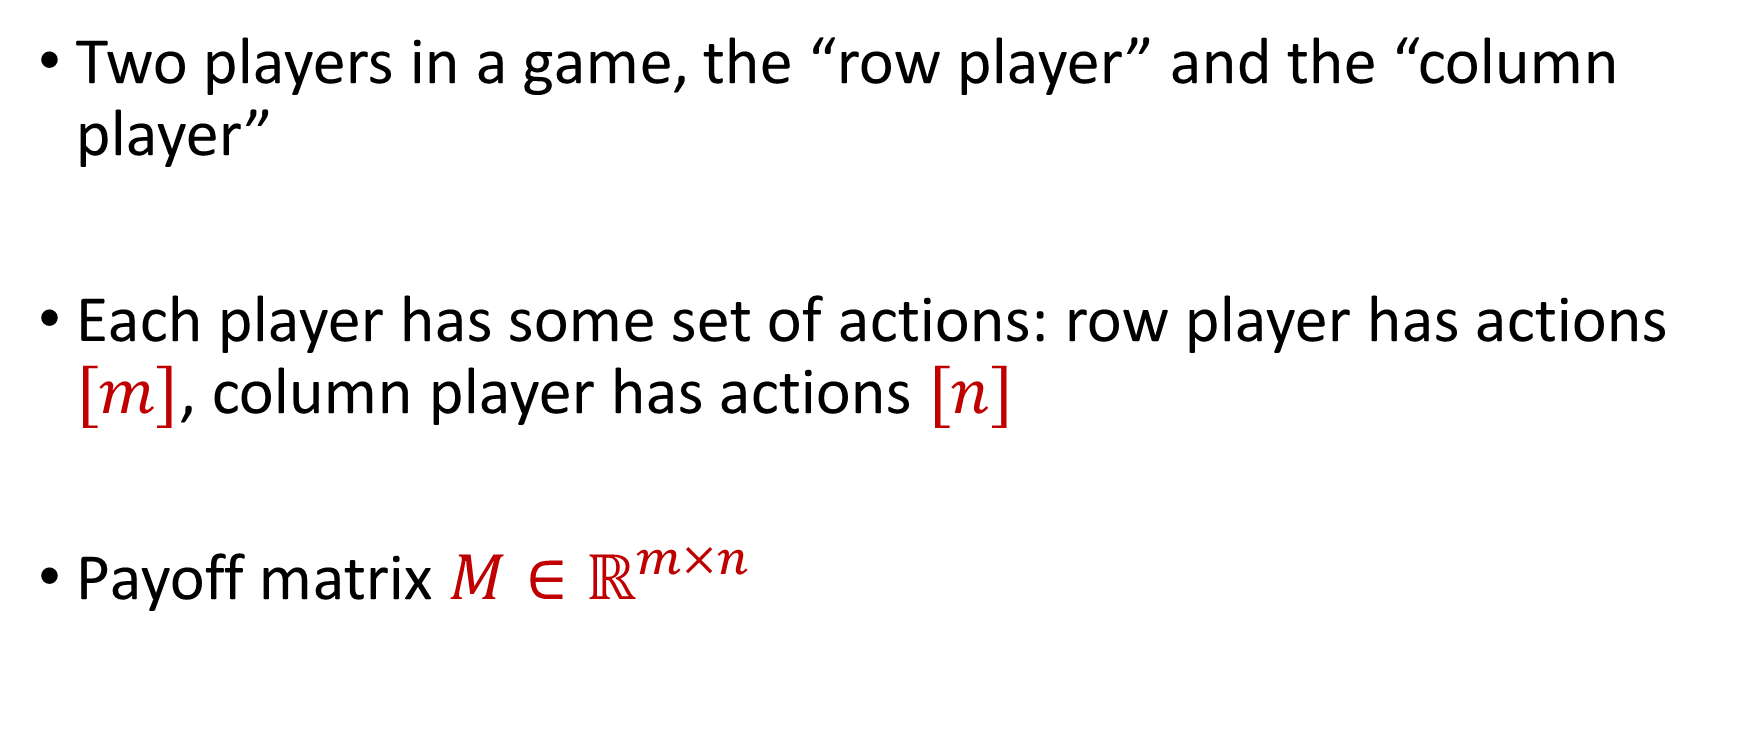 • Two players in a game, the “row player” and the “column
player”
• Each player has some set of actions: row player has actions
[m], column player has actions [n]
• Payoff matrix M ∈ ℝ^{m×n}